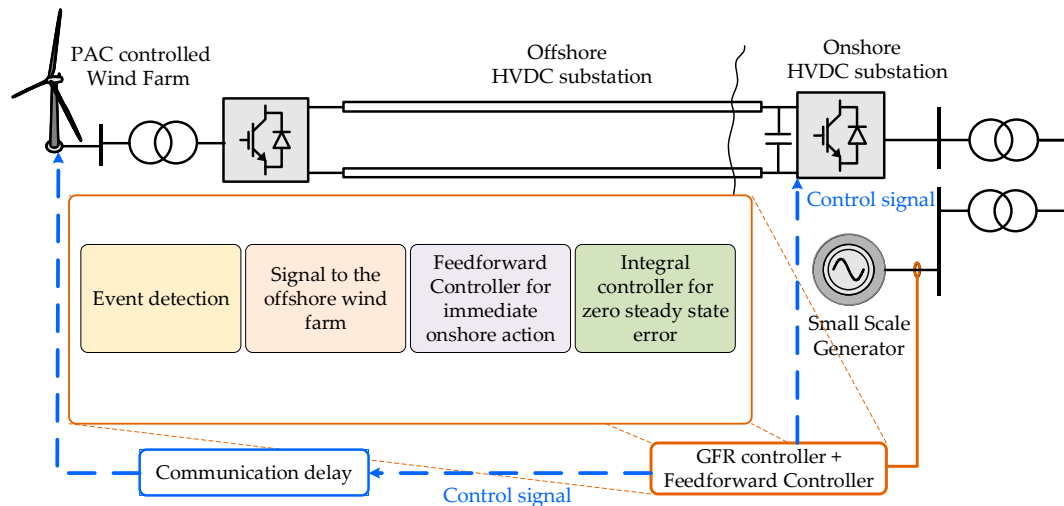 PAC controlled
Wind Farm
Offshore
HVDC substation
Onshore
HVDC substation
Control signal
Event detection
Signal to the
offshore wind
farm
Feedforward
Controller for
immediate
onshore action
Integral
controller for
zero steady state
error
Small Scale
Generator
Communication delay
Control signal
GFR controller +
Feedforward Controller